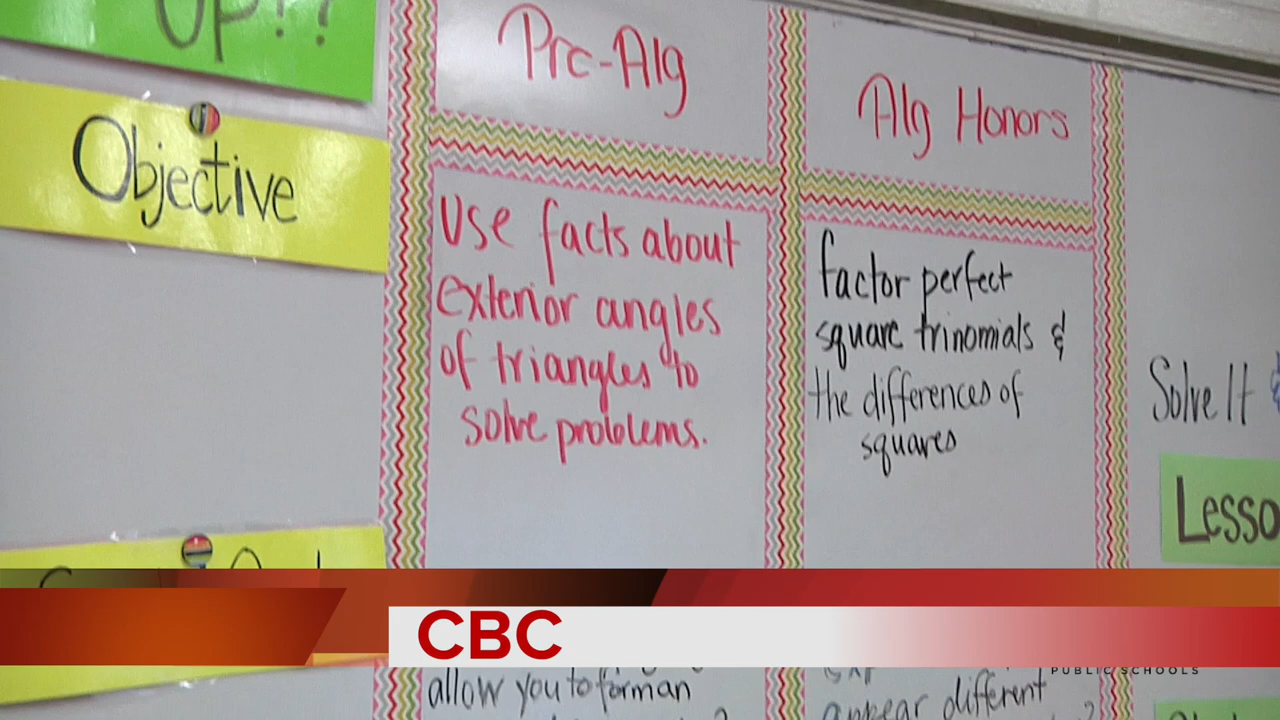 Up!!
Objective
Pre-Alg
Use facts about
exterior angles
of triangles to
solve problems.
Alg Honors
factor perfect
square trinomials &
the differences of
squares
Solve It
Lesso
CBC
PUBLIC SCHOOLS
allow you to form an
appear different